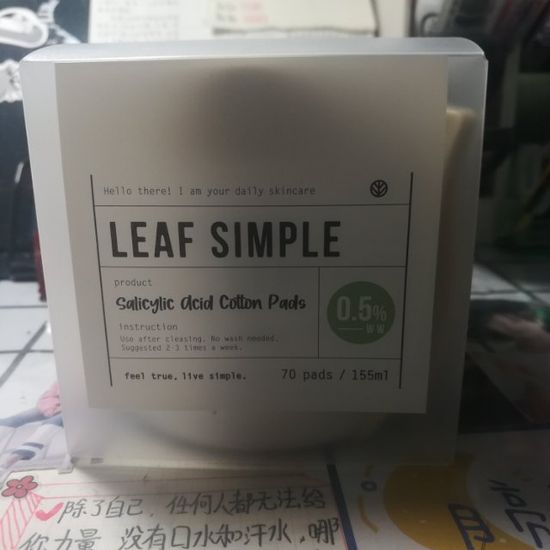 Hello there! I am your daily skincare
LEAF SIMPLE
product
Salicylic Acid Cotton Pads
0.5%
W W
instruction
Use after cleasing. No wash needed.
Suggested 2-3 times a week.
feel true, live simple.
70 pads / 155ml
除了自己，任何人都无法给
你力量，没有口水和汗水，哪